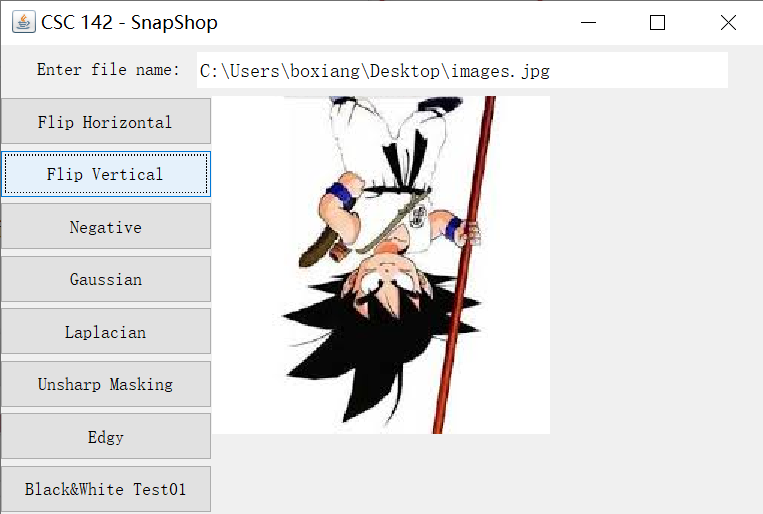 CSC 142 - SnapShop
Enter file name: C:\Users\boxiang\Desktop\images.jpg
Flip Horizontal
Flip Vertical
Negative
Gaussian
Laplacian
Unsharp Masking
Edgy
Black&White Test01